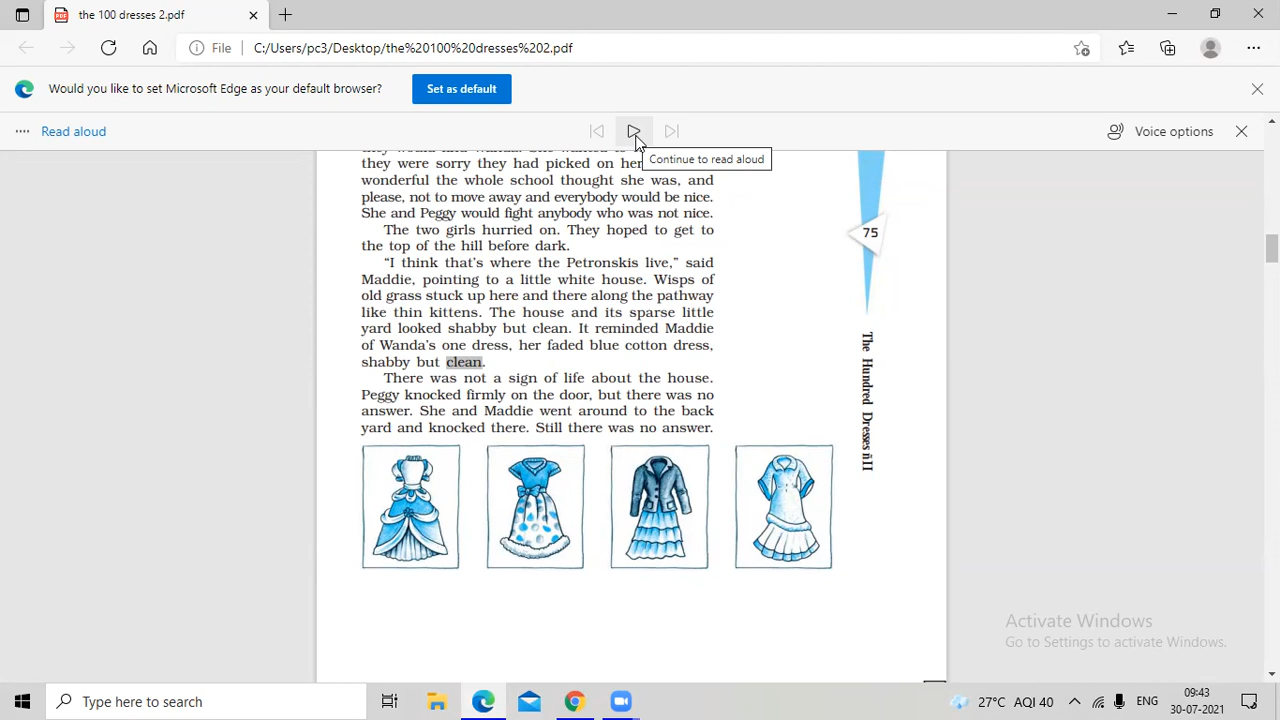 the 100 dresses 2.pdf
File
C:/Users/pc3/Desktop/the%20100%20dresses%202.pdf
Would you like to set Microsoft Edge as your default browser?
Set as default
Read aloud
Voice options
Continue to read aloud
they were sorry they had picked on her
wonderful the whole school thought she was, and
please, not to move away and everybody would be nice.
She and Peggy would fight anybody who was not nice.
The two girls hurried on. They hoped to get to
the top of the hill before dark.
“I think that’s where the Petronskis live,” said
Maddie, pointing to a little white house. Wisps of
old grass stuck up here and there along the pathway
like thin kittens. The house and its sparse little
yard looked shabby but clean. It reminded Maddie
of Wanda’s one dress, her faded blue cotton dress,
shabby but clean.
There was not a sign of life about the house.
Peggy knocked firmly on the door, but there was no
answer. She and Maddie went around to the back
yard and knocked there. Still there was no answer.
75
The Hundred Dresses ñ II
Activate Windows
Go to Settings to activate Windows.
Type here to search
27°C AQI 40
ENG
09:43
30-07-2021